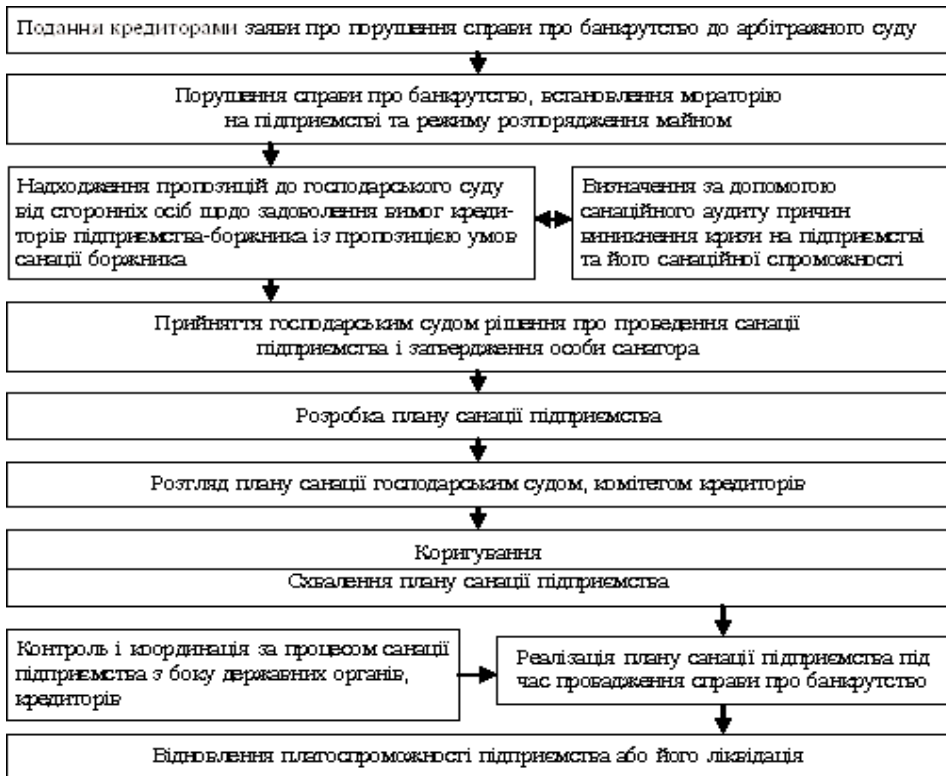 Подання кредиторами заяви про порушення справи про банкрутство до арбітражного суду
Порушення справи про банкрутство, встановлення мораторію
на підприємстві та режиму розпорядження майном
Надходження пропозицій до господарського суду
від сторонніх осіб щодо задоволення вимог креди-
торів підприємства-боржника із пропозицією умов
санації боржника
Визначення за допомогою
санаційного аудиту причин
виникнення кризи на підприємстві
та його санаційної спроможності
Прийняття господарським судом рішення про проведення санації
підприємства і затвердження особи санатора
Розробка плану санації підприємства
Розгляд плану санації господарським судом, комітетом кредиторів
Коригування
Схвалення плану санації підприємства
Контроль і координація за процесом санації
підприємства з боку державних органів,
кредиторів
Реалізація плану санації підприємства під
час провадження справи про банкрутство
Відновлення платоспроможності підприємства або його ліквідація